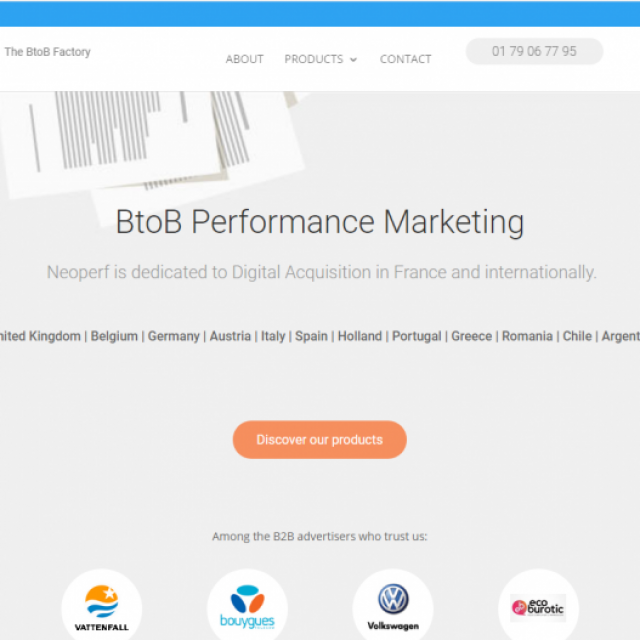 The BtoB Factory
ABOUT PRODUCTS CONTACT
01 79 06 77 95
BtoB Performance Marketing
Neoperf is dedicated to Digital Acquisition in France and internationally.
Kingdom | Belgium | Germany | Austria | Italy | Spain | Holland | Portugal | Greece | Romania | Chile |
Discover our products
Among the B2B advertisers who trust us:
VATTENFALL
bouygues
Volkswagen
eco
burotic